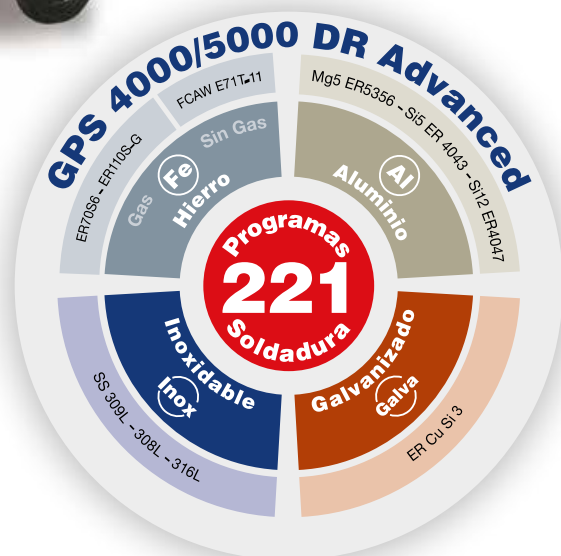 GPS 4000/5000 DR Advanced
ER70S6 - ER110S-G
FCAW E71T-11
Mg5 ER5356 - Si5 ER 4043 - Si12 ER4047
Gas
Sin Gas
Fe
Hierro
Al
Aluminio
Programas
221
Soldadura
Inoxidable
Inox
SS 309L - 308L - 316L
Galvanizado
Galva
ER Cu Si 3